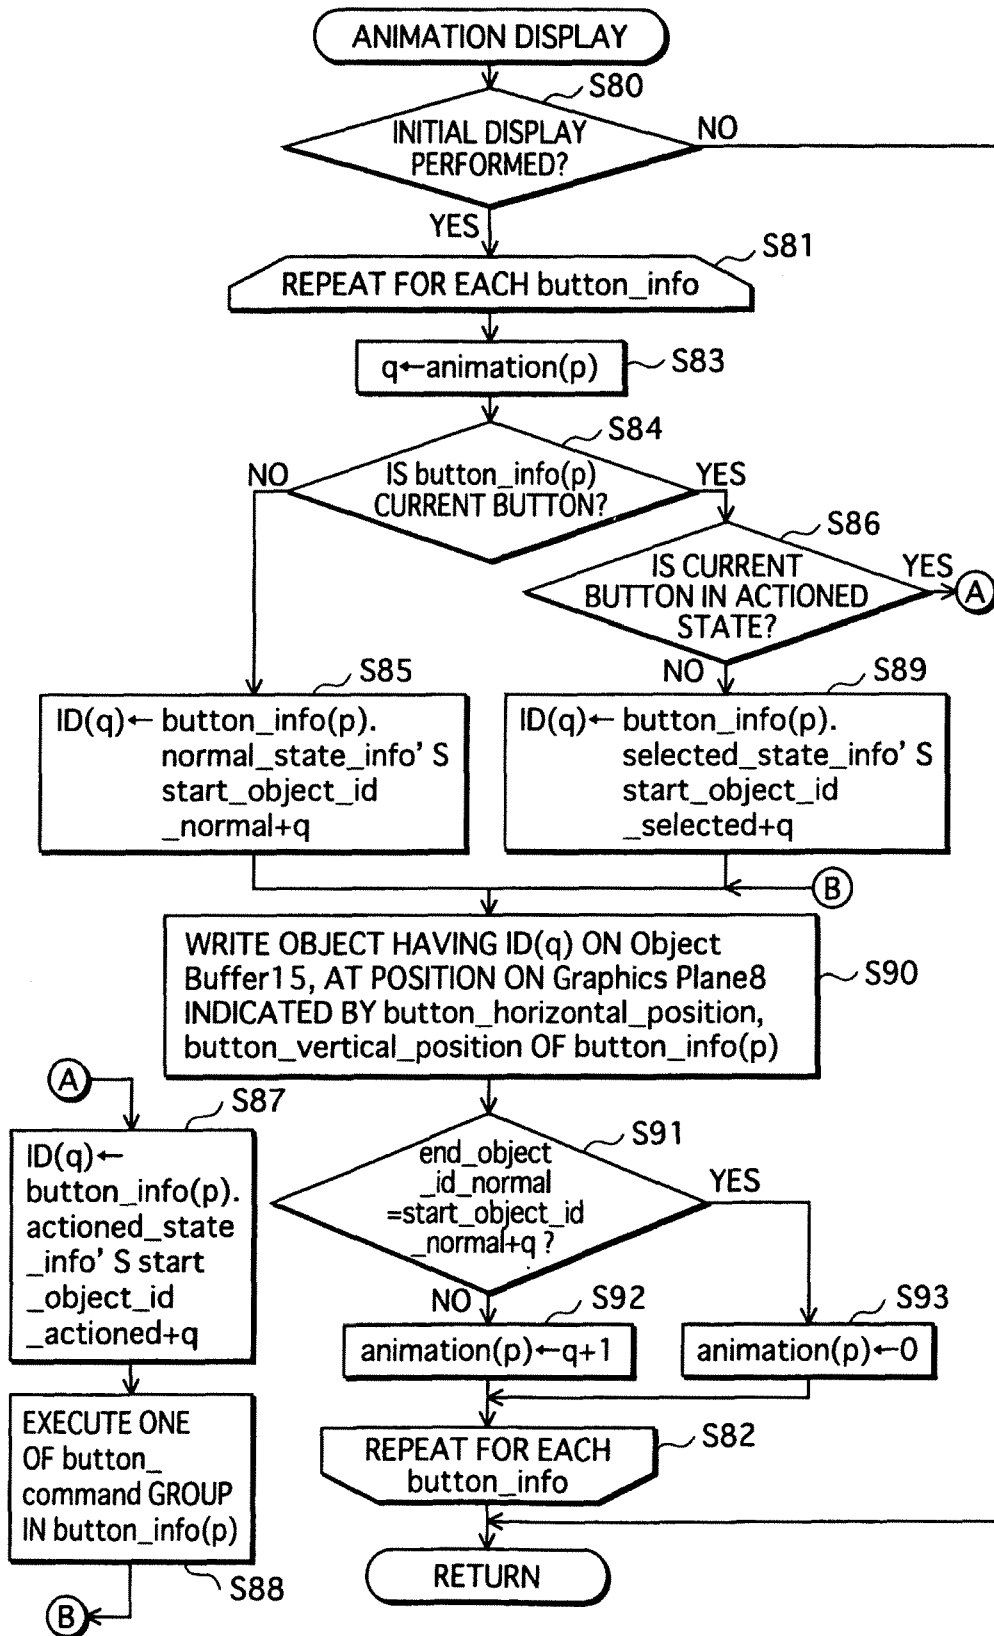 ANIMATION DISPLAY
S80
INITIAL DISPLAY
PERFORMED?
NO
YES
S81
REPEAT FOR EACH button_info
q←animation(p)
S83
S84
IS button_info(p)
CURRENT BUTTON?
NO
YES
S86
IS CURRENT
BUTTON IN ACTIONED
STATE?
YES
A
NO
S85
ID(q)← button_info(p).
normal_state_info' S
start_object_id
_normal+q
S89
ID(q)← button_info(p).
selected_state_info' S
start_object_id
_selected+q
B
WRITE OBJECT HAVING ID(q) ON Object
Buffer15, AT POSITION ON Graphics Plane8
INDICATED BY button_horizontal_position,
button_vertical_position OF button_info(p)
S90
A
S87
ID(q)←
button_info(p).
actioned_state
_info' S start
_object_id
_actioned+q
EXECUTE ONE
OF button_
command GROUP
IN button_info(p)
S88
B
S91
end_object
_id_normal
=start_object_id
_normal+q ?
YES
NO
S92
animation(p)←q+1
S93
animation(p)←0
S82
REPEAT FOR EACH
button_info
RETURN